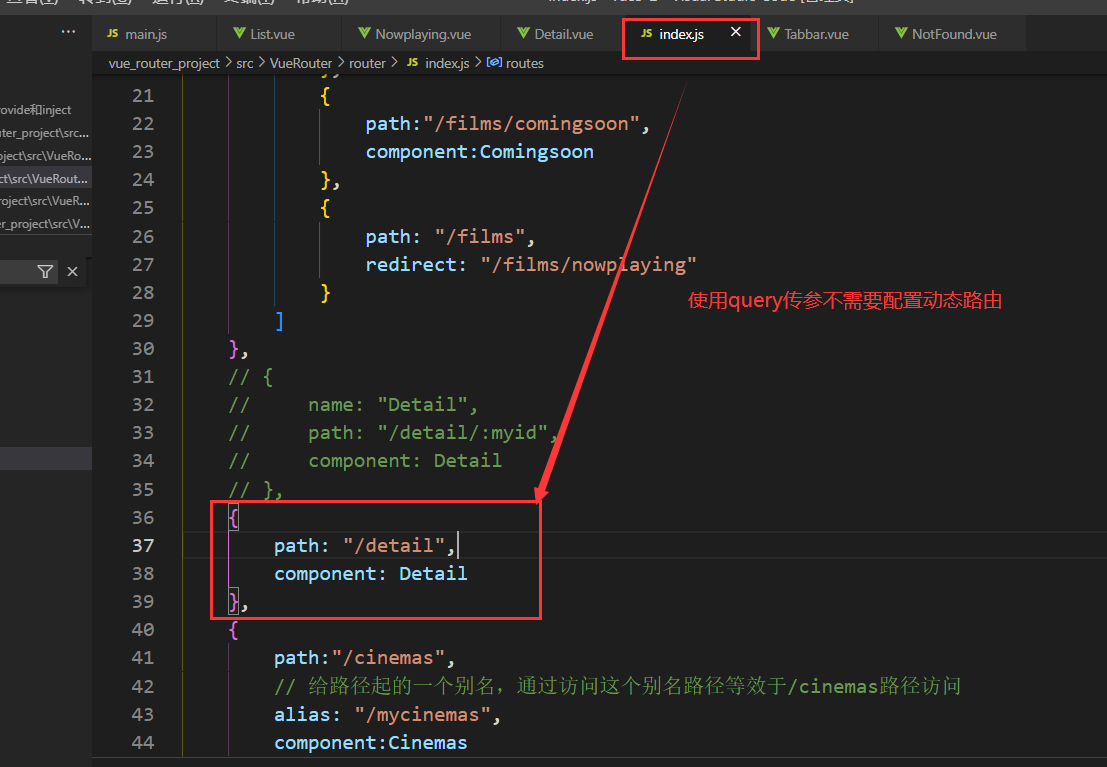 main.js
List.vue
Nowplaying.vue
Detail.vue
index.js
Tabbar.vue
NotFound.vue
vue_router_project > src > VueRouter > router > index.js > routes
21 {
22 path:"/films/comingsoon",
23 component:Comingsoon
24 },
25 {
26 path: "/films",
27 redirect: "/films/nowplaying"
28 }
29 ]
30 },
31 // {
32 // name: "Detail",
33 // path: "/detail/:myid",
34 // component: Detail
35 // },
36 {
37 path: "/detail",
38 component: Detail
39 },
40 {
41 path:"/cinemas",
42 // 给路径起的一个别名，通过访问这个别名路径等效于/cinemas路径访问
43 alias: "/mycinemas",
44 component:Cinemas
使用query传参不需要配置动态路由
ovide和inject
uter_project\src...
oject\src\VueRo...
ct\src\VueRout...
roject\src\VueR...
er_project\src\V...